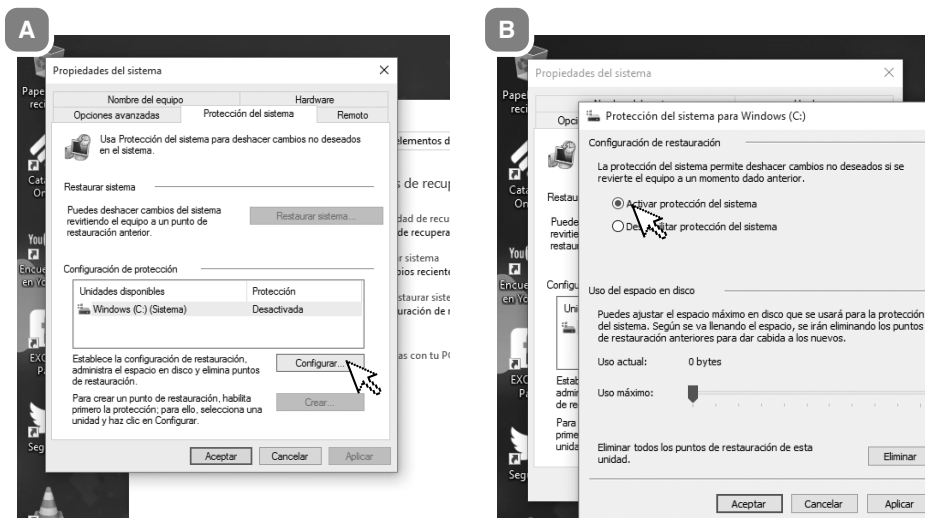 A
Propiedades del sistema
Nombre del equipo
Hardware
Opciones avanzadas
Protección del sistema
Remoto
Usa Protección del sistema para deshacer cambios no deseados
en el sistema.
Restaurar sistema
Puedes deshacer cambios del sistema
revirtiendo el equipo a un punto de
restauración anterior.
Restaurar sistema...
Configuración de protección
Unidades disponibles
Protección
Windows (C:) (Sistema)
Desactivada
Establece la configuración de restauración,
administra el espacio en disco y elimina puntos
de restauración.
Configurar...
Para crear un punto de restauración, habilita
primero la protección; para ello, selecciona una
unidad y haz clic en Configurar.
Crear...
Aceptar
Cancelar
Aplicar
B
Propiedades del sistema
Protección del sistema para Windows (C:)
Configuración de restauración
La protección del sistema permite deshacer cambios no deseados si se
revierte el equipo a un momento dado anterior.
Activar protección del sistema
protección del sistema
Uso del espacio en disco
Puedes ajustar el espacio máximo en disco que se usará para la protección
del sistema. Según se va llenando el espacio, se irán eliminando los puntos
de restauración anteriores para dar cabida a los nuevos.
Uso actual:
0 bytes
Uso máximo:
Eliminar todos los puntos de restauración de esta
unidad.
Eliminar
Aceptar
Cancelar
Aplicar